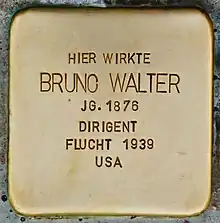 HIER WIRKTE
BRUNO WALTER
JG. 1876
DIRIGENT
FLUCHT 1939
USA